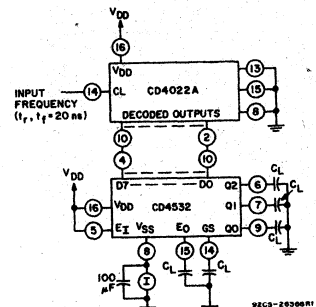 VDD
16
VDD
13
14
CL
CD4022A
15
INPUT
FREQUENCY
(tr, tf=20 ns)
DECODED OUTPUTS
8
10
2
4
10
VDD
D7
D0
Q2
6
CL
CL
CD4532
16
VDD
Q1
7
5
EI
VSS
EO
GS
Q0
9
8
15
14
CL
100
μF
I
CL
CL
92CS-26366R1